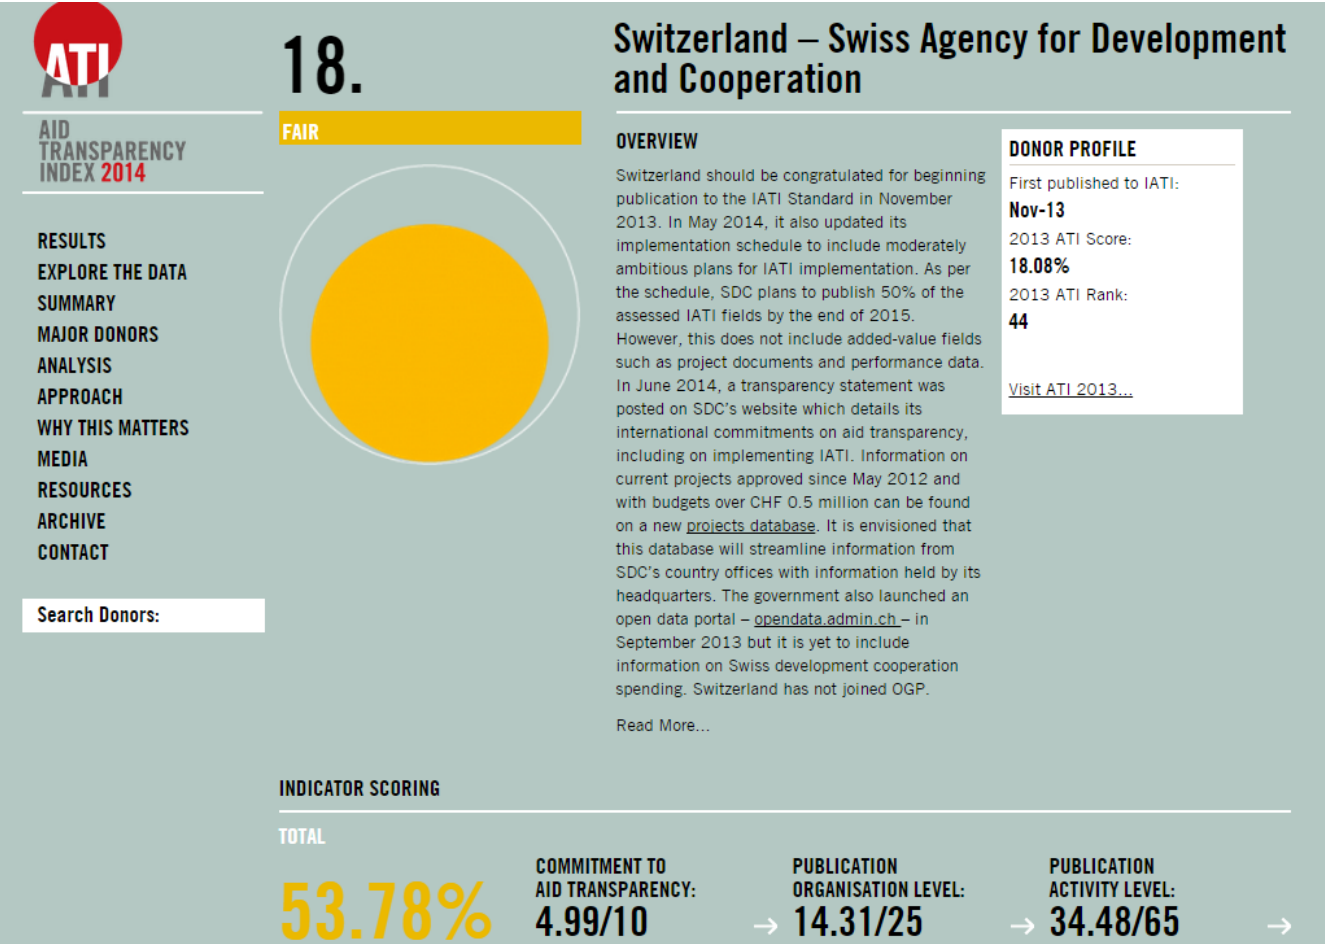 ATI
AID
TRANSPARENCY
INDEX 2014
RESULTS
EXPLORE THE DATA
SUMMARY
MAJOR DONORS
ANALYSIS
APPROACH
WHY THIS MATTERS
MEDIA
RESOURCES
ARCHIVE
CONTACT
Search Donors:
18.
FAIR
Switzerland – Swiss Agency for Development
and Cooperation
OVERVIEW
Switzerland should be congratulated for beginning
publication to the IATI Standard in November
2013. In May 2014, it also updated its
implementation schedule to include moderately
ambitious plans for IATI implementation. As per
the schedule, SDC plans to publish 50% of the
assessed IATI fields by the end of 2015.
However, this does not include added-value fields
such as project documents and performance data.
In June 2014, a transparency statement was
posted on SDC's website which details its
international commitments on aid transparency,
including on implementing IATI. Information on
current projects approved since May 2012 and
with budgets over CHF 0.5 million can be found
on a new projects database. It is envisioned that
this database will streamline information from
SDC's country offices with information held by its
headquarters. The government also launched an
open data portal – opendata.admin.ch – in
September 2013 but it is yet to include
information on Swiss development cooperation
spending. Switzerland has not joined OGP.
Read More...
DONOR PROFILE
First published to IATI:
Nov-13
2013 ATI Score:
18.08%
2013 ATI Rank:
44
Visit ATI 2013...
INDICATOR SCORING
TOTAL
53.78%
COMMITMENT TO
AID TRANSPARENCY:
4.99/10
→
PUBLICATION
ORGANISATION LEVEL:
14.31/25
→
PUBLICATION
ACTIVITY LEVEL:
34.48/65
→